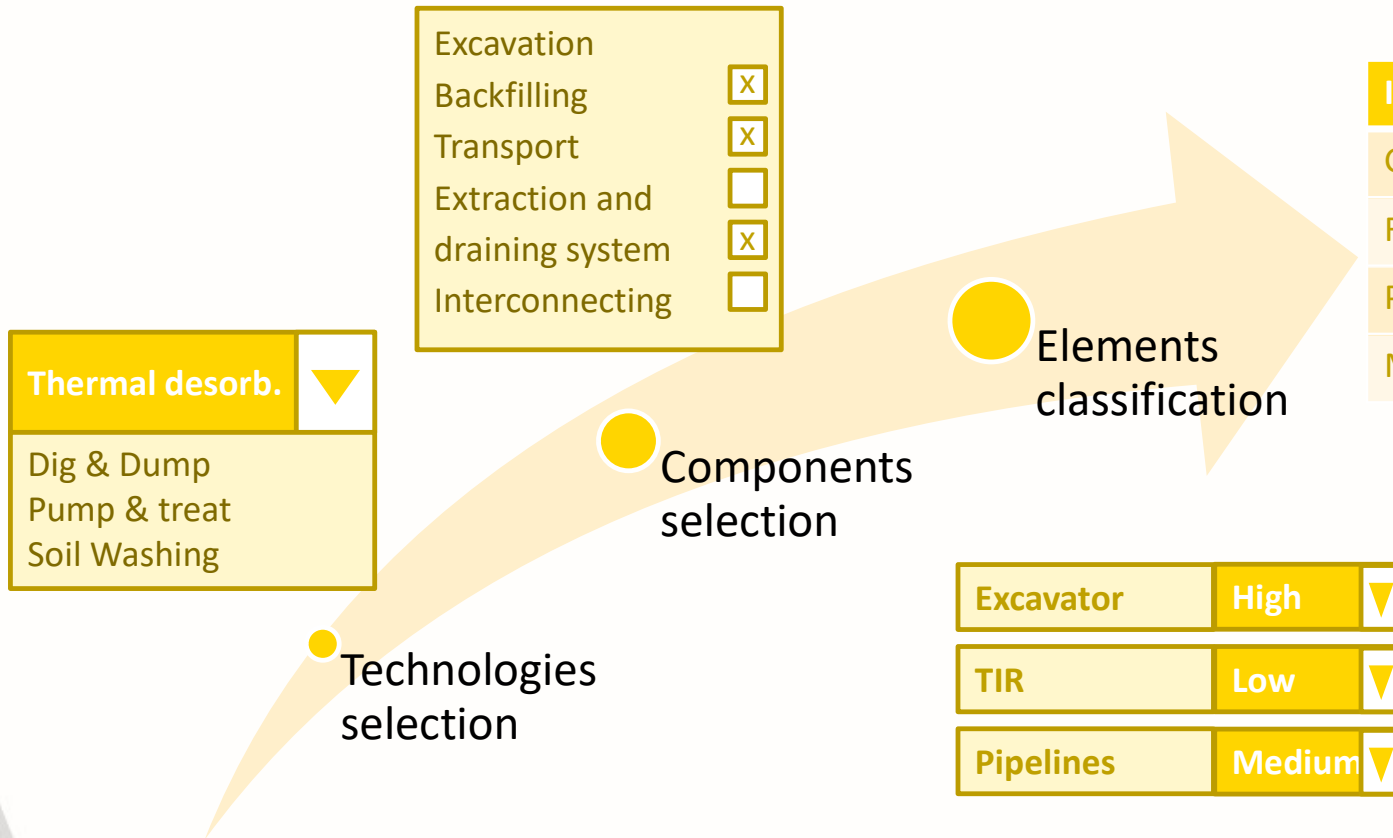 Excavation
Backfilling
X
Transport
X
Extraction and
draining system
X
Interconnecting
Thermal desorb.
Dig & Dump
Pump & treat
Soil Washing
Elements
classification
Components
selection
Technologies
selection
Excavator High
TIR Low
Pipelines Medium